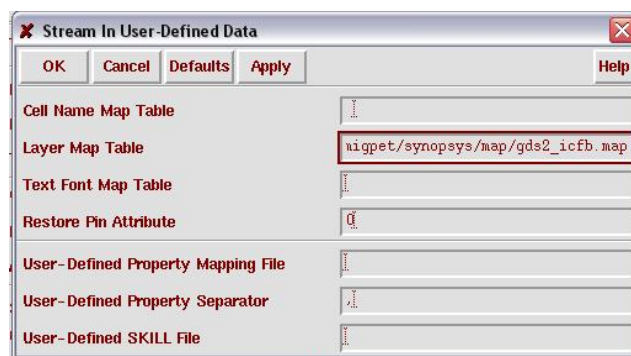 Stream In User-Defined Data
OK Cancel Defaults Apply Help
Cell Name Map Table
Layer Map Table migpet/synopsys/map/gds2_icfb.map
Text Font Map Table
Restore Pin Attribute 0
User-Defined Property Mapping File
User-Defined Property Separator ,
User-Defined SKILL File